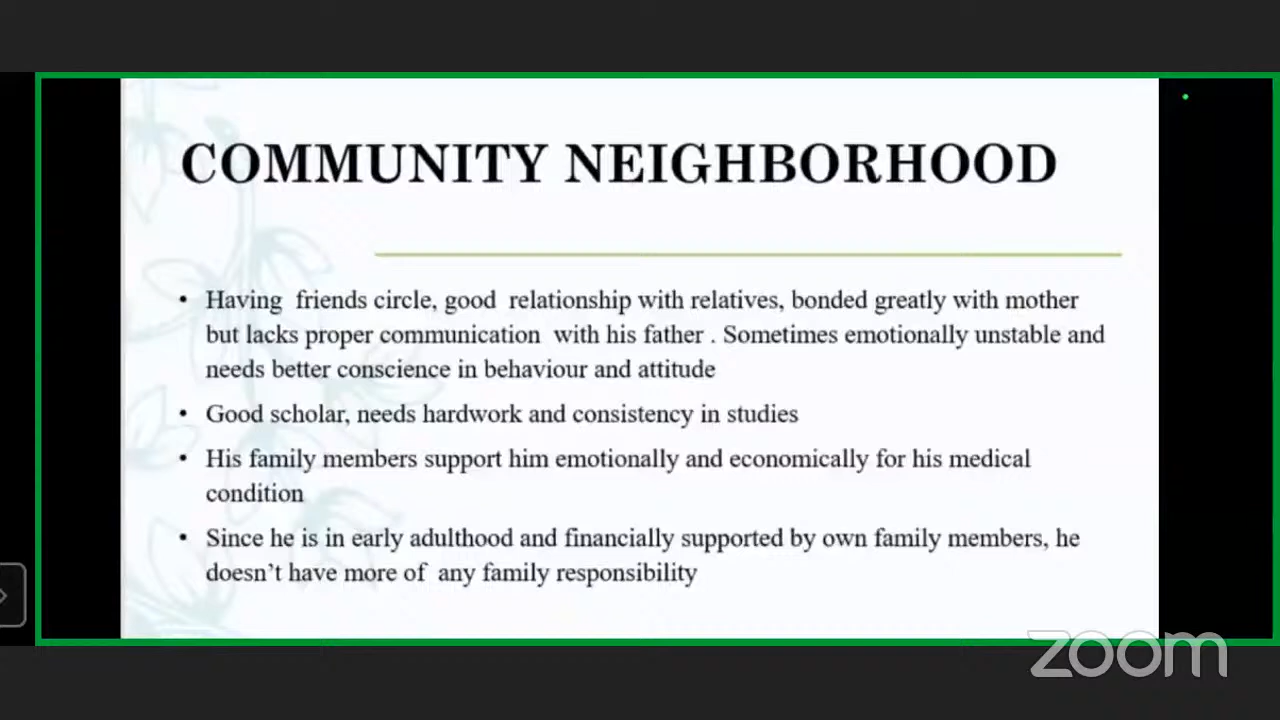 COMMUNITY NEIGHBORHOOD
• Having friends circle, good relationship with relatives, bonded greatly with mother
but lacks proper communication with his father . Sometimes emotionally unstable and
needs better conscience in behaviour and attitude
• Good scholar, needs hardwork and consistency in studies
• His family members support him emotionally and economically for his medical
condition
• Since he is in early adulthood and financially supported by own family members, he
doesn’t have more of any family responsibility
zoom